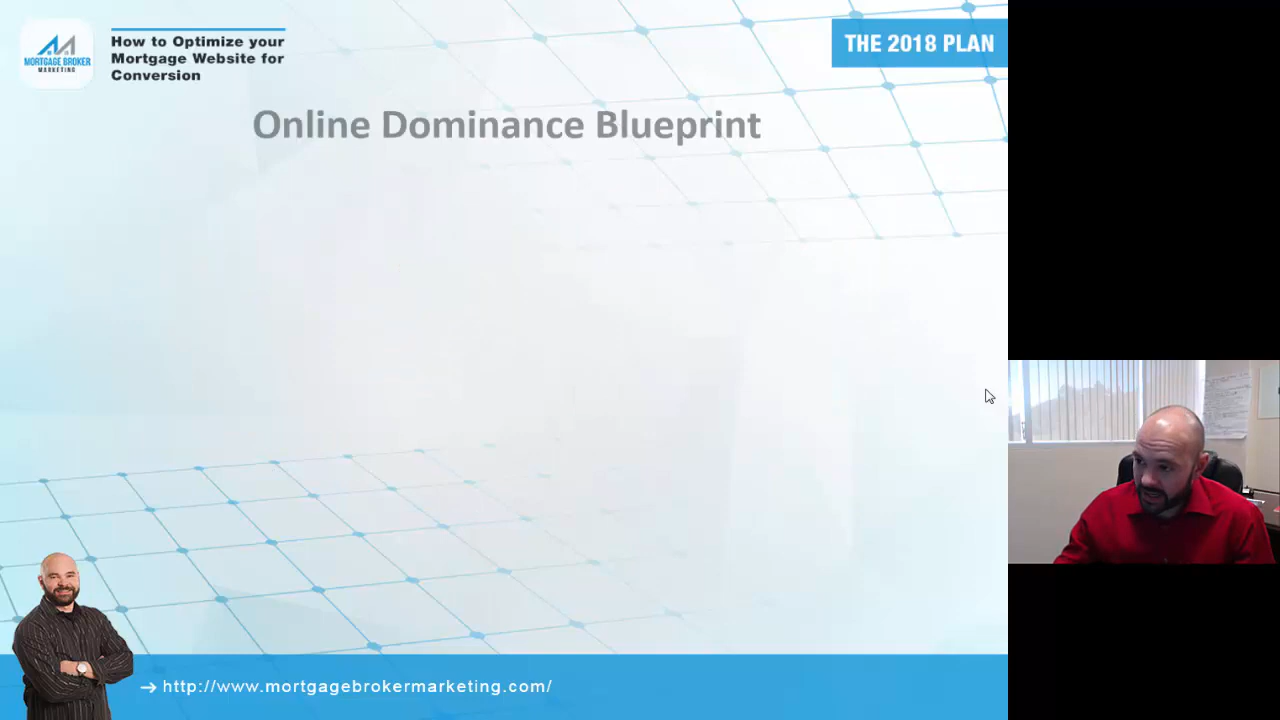 MORTGAGE BROKER
MARKETING
How to Optimize your
Mortgage Website for
Conversion
THE 2018 PLAN
Online Dominance Blueprint
http://www.mortgagebrokermarketing.com/